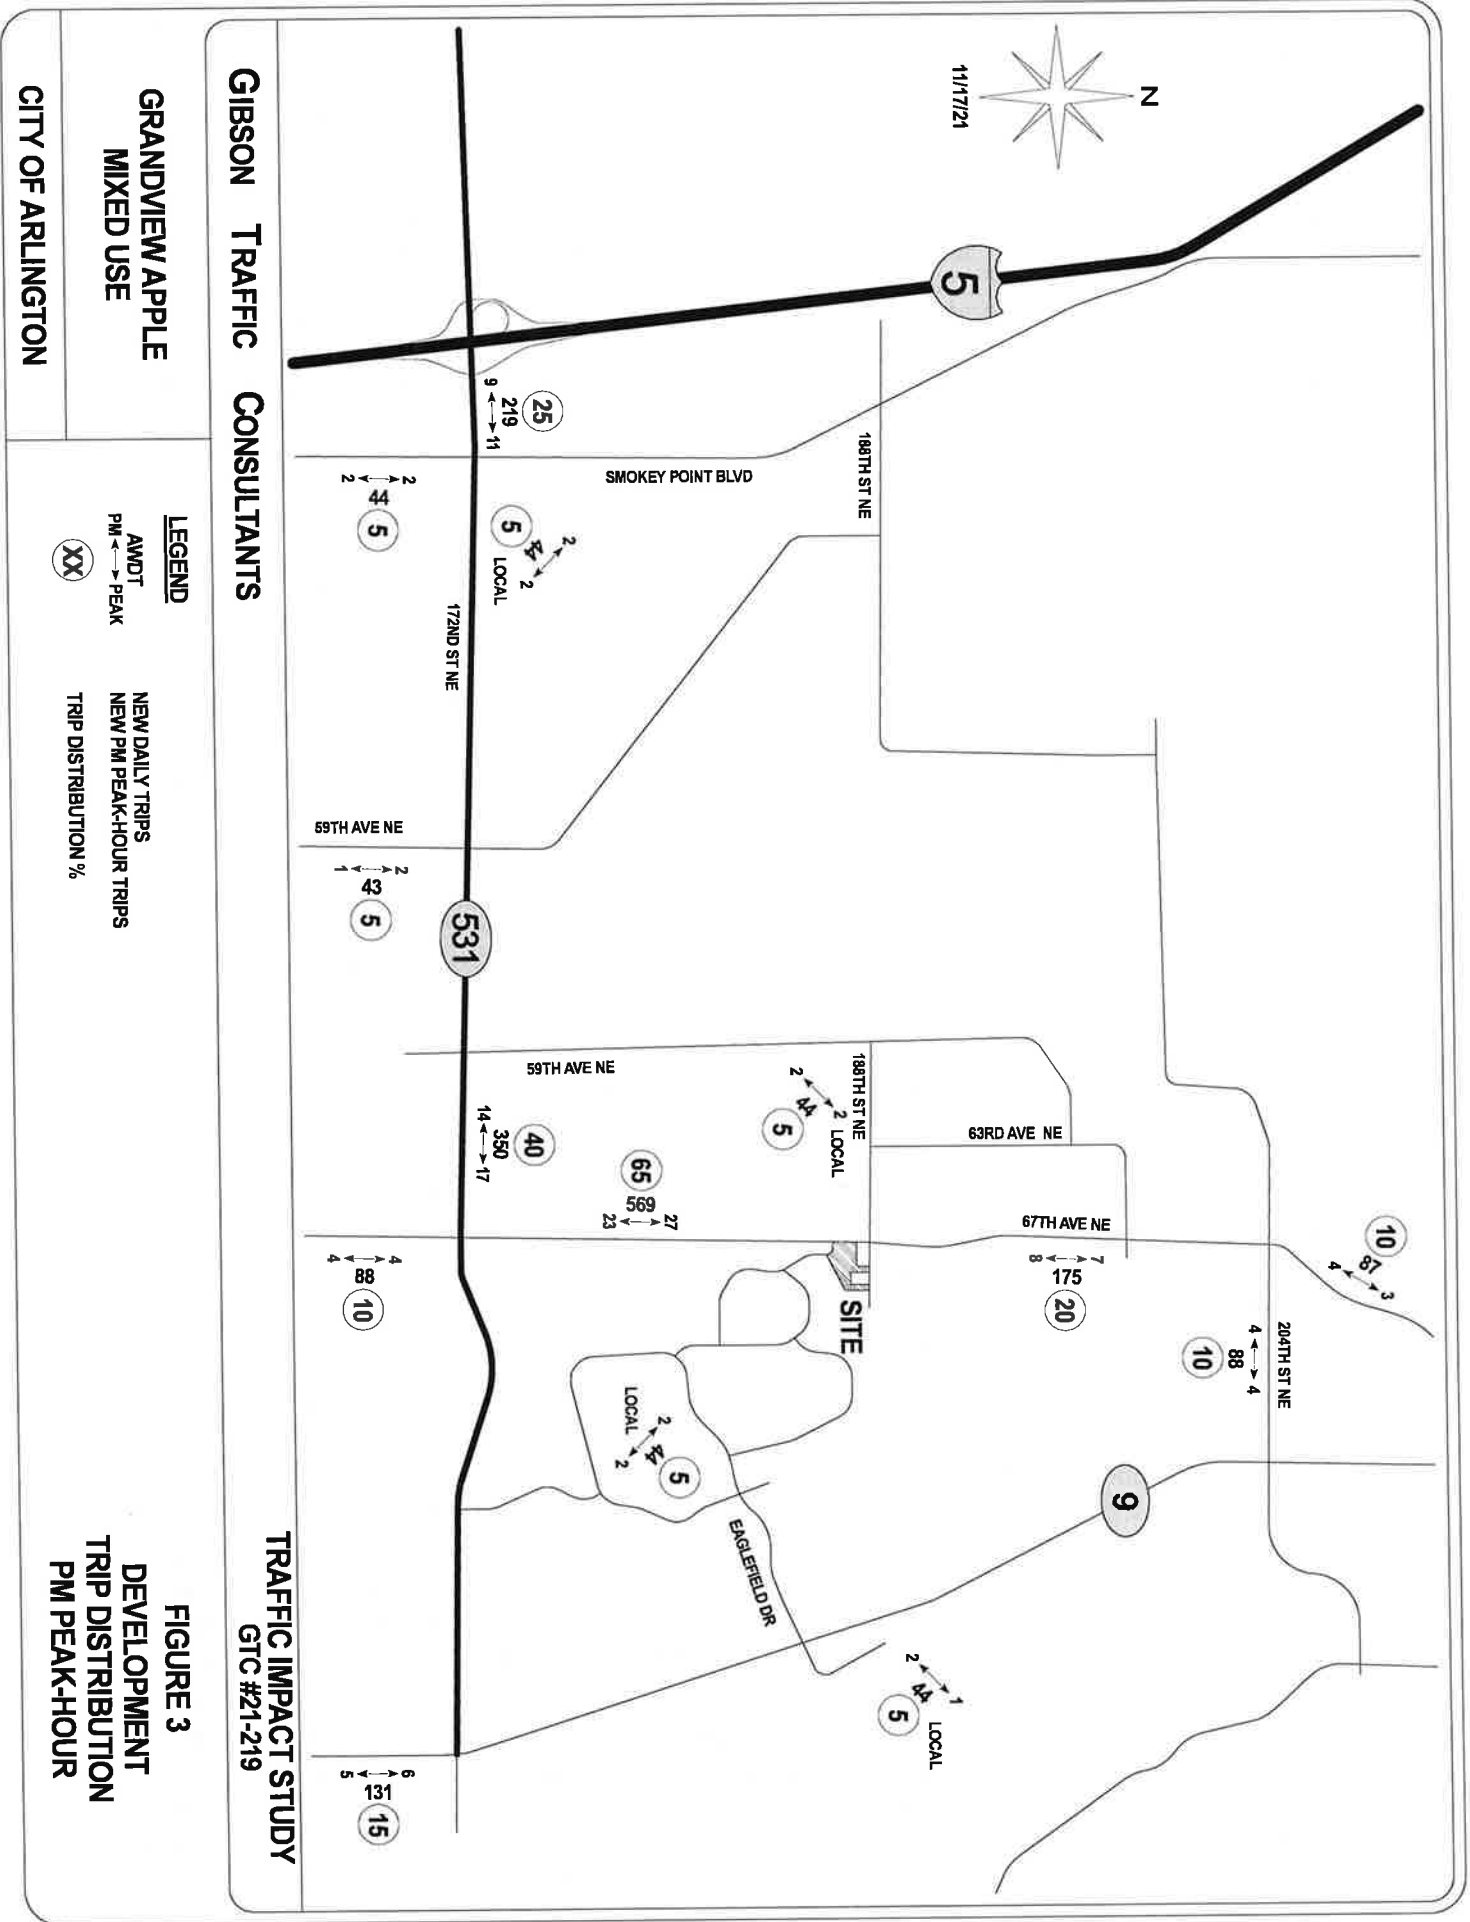 GIBSON TRAFFIC CONSULTANTS
TRAFFIC IMPACT STUDY
GTC #21-219
GRANDVIEW APPLE
MIXED USE
CITY OF ARLINGTON
LEGEND
AWDT
PM PEAK
XX
NEW DAILY TRIPS
NEW PM PEAK-HOUR TRIPS
TRIP DISTRIBUTION %
FIGURE 3
DEVELOPMENT
TRIP DISTRIBUTION
PM PEAK-HOUR
N
11/17/21
5
10
87
4
3
204TH ST NE
4
88
4
10
9
67TH AVE NE
7
175
8
20
63RD AVE NE
188TH ST NE
188TH ST NE
SMOKEY POINT BLVD
2
44
2
LOCAL
5
SITE
2
44
1
LOCAL
5
EAGLEFIELD DR
LOCAL
2
44
2
5
65
569
27
23
59TH AVE NE
40
350
14
17
25
219
9
11
5
44
2
2
LOCAL
172ND ST NE
531
2
44
2
5
59TH AVE NE
2
43
1
5
4
88
4
10
6
131
5
15